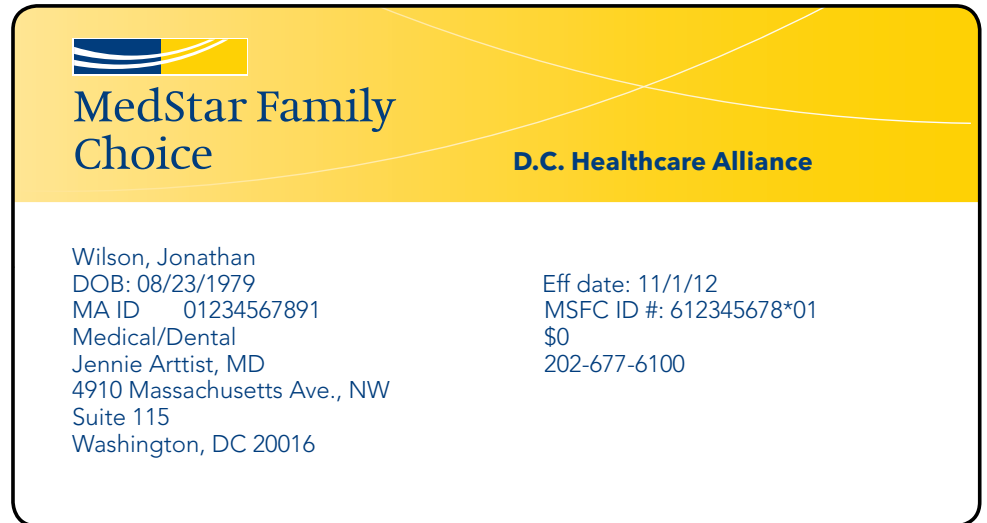 MedStar Family
Choice
D.C. Healthcare Alliance
Wilson, Jonathan
DOB: 08/23/1979
MA ID 01234567891
Medical/Dental
Jennie Arttist, MD
4910 Massachusetts Ave., NW
Suite 115
Washington, DC 20016
Eff date: 11/1/12
MSFC ID #: 612345678*01
$0
202-677-6100